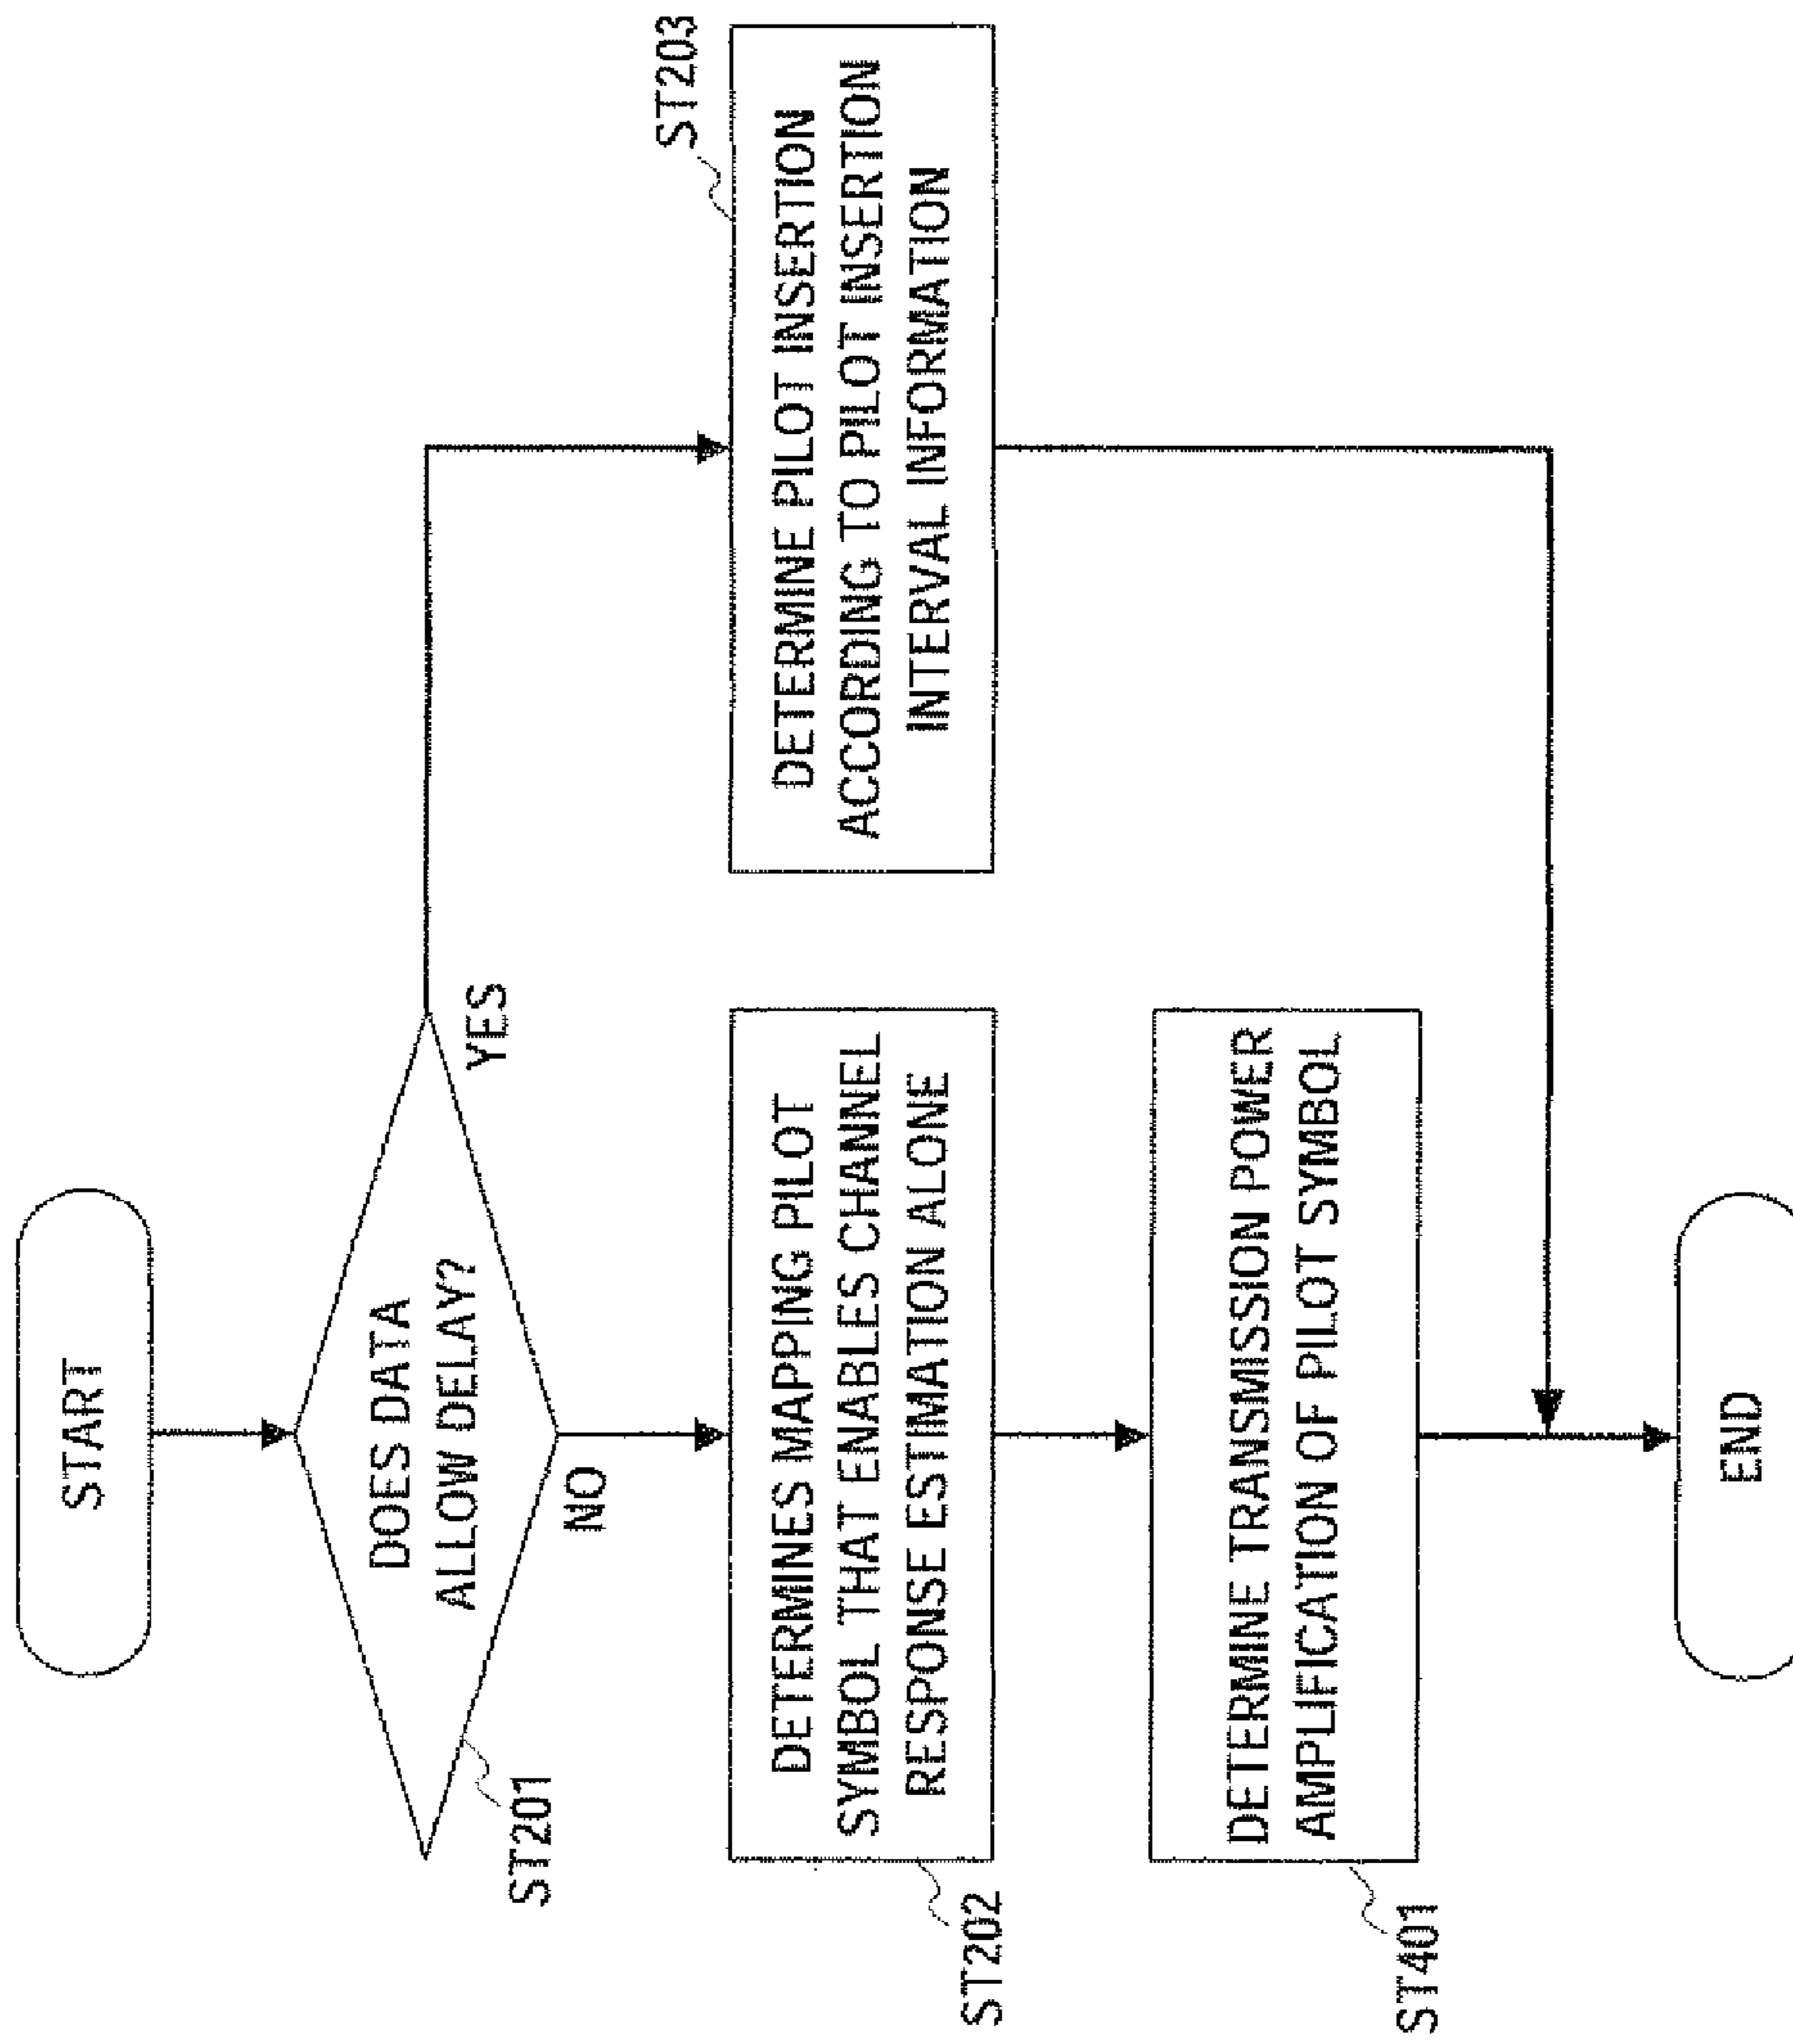 START
DOES DATA
ALLOW DELAY?
ST201
YES
NO
DETERMINES MAPPING PILOT
SYMBOL THAT ENABLES CHANNEL
RESPONSE ESTIMATION ALONE
ST202
DETERMINE PILOT INSERTION
ACCORDING TO PILOT INSERTION
INTERVAL INFORMATION
ST203
DETERMINE TRANSMISSION POWER
AMPLIFICATION OF PILOT SYMBOL
ST401
END